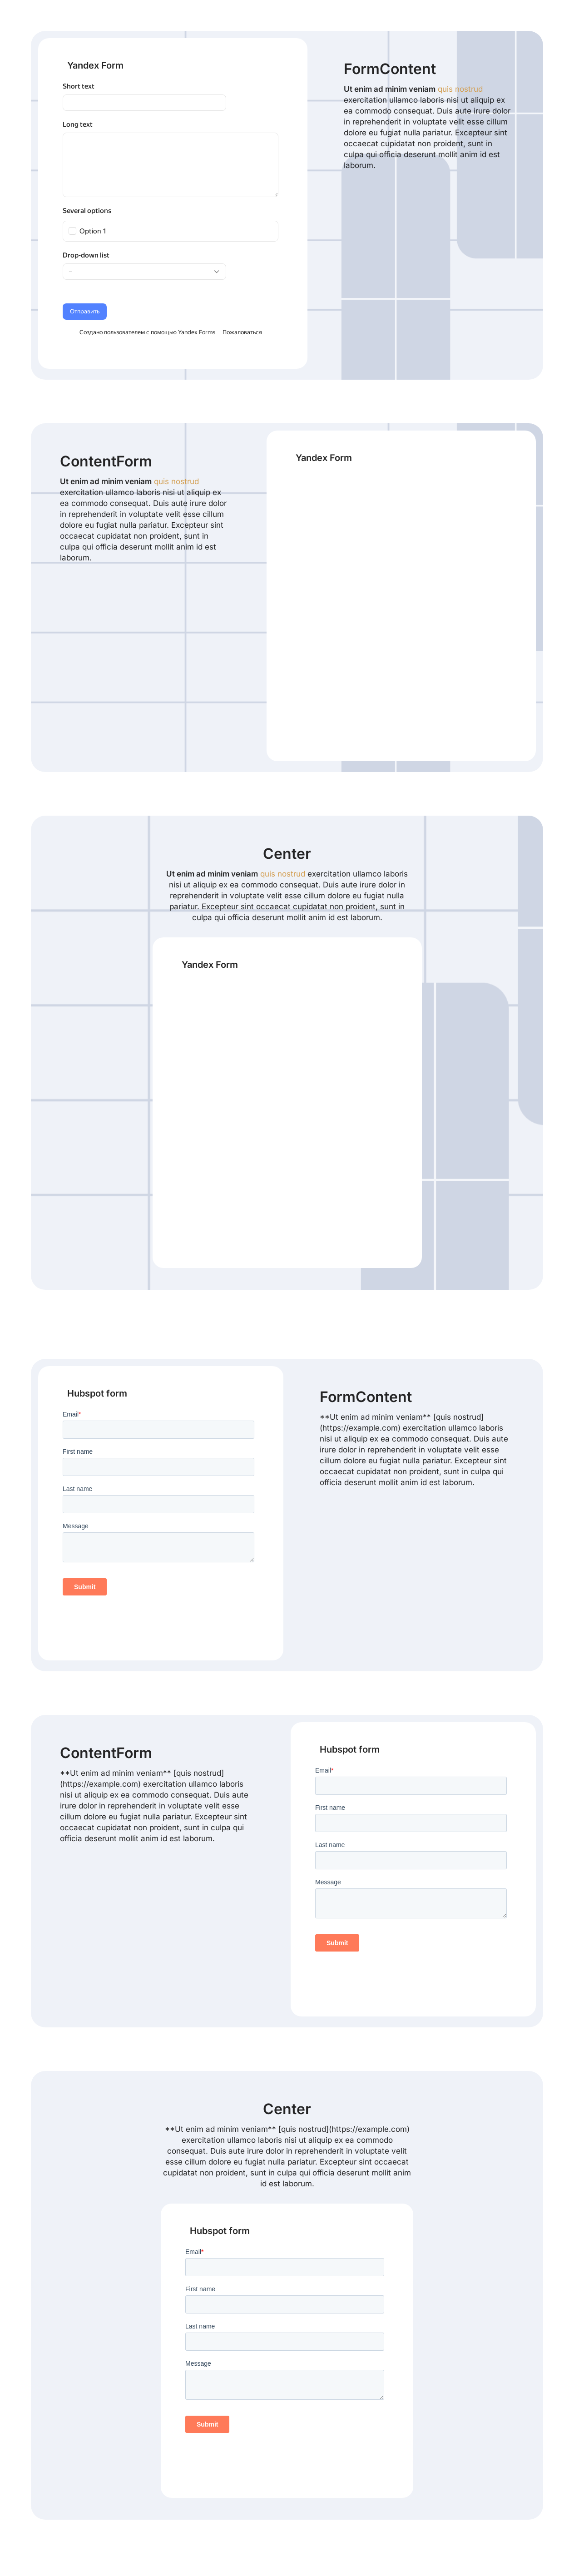 Yandex Form
Short text
Long text
Several options
Option 1
Drop-down list
–
Отправить
Создано пользователем с помощью Yandex Forms Пожаловаться
FormContent
Ut enim ad minim veniam quis nostrud
exercitation ullamco laboris nisi ut aliquip ex
ea commodo consequat. Duis aute irure dolor
in reprehenderit in voluptate velit esse cillum
dolore eu fugiat nulla pariatur. Excepteur sint
occaecat cupidatat non proident, sunt in
culpa qui officia deserunt mollit anim id est
laborum.
ContentForm
Ut enim ad minim veniam quis nostrud
exercitation ullamco laboris nisi ut aliquip ex
ea commodo consequat. Duis aute irure dolor
in reprehenderit in voluptate velit esse cillum
dolore eu fugiat nulla pariatur. Excepteur sint
occaecat cupidatat non proident, sunt in
culpa qui officia deserunt mollit anim id est
laborum.
Yandex Form
Center
Ut enim ad minim veniam quis nostrud exercitation ullamco laboris
nisi ut aliquip ex ea commodo consequat. Duis aute irure dolor in
reprehenderit in voluptate velit esse cillum dolore eu fugiat nulla
pariatur. Excepteur sint occaecat cupidatat non proident, sunt in
culpa qui officia deserunt mollit anim id est laborum.
Yandex Form
Hubspot form
Email*
First name
Last name
Message
Submit
FormContent
**Ut enim ad minim veniam** [quis nostrud]
(https://example.com) exercitation ullamco laboris
nisi ut aliquip ex ea commodo consequat. Duis aute
irure dolor in reprehenderit in voluptate velit esse
cillum dolore eu fugiat nulla pariatur. Excepteur sint
occaecat cupidatat non proident, sunt in culpa qui
officia deserunt mollit anim id est laborum.
ContentForm
**Ut enim ad minim veniam** [quis nostrud]
(https://example.com) exercitation ullamco laboris
nisi ut aliquip ex ea commodo consequat. Duis aute
irure dolor in reprehenderit in voluptate velit esse
cillum dolore eu fugiat nulla pariatur. Excepteur sint
occaecat cupidatat non proident, sunt in culpa qui
officia deserunt mollit anim id est laborum.
Hubspot form
Email*
First name
Last name
Message
Submit
Center
**Ut enim ad minim veniam** [quis nostrud](https://example.com)
exercitation ullamco laboris nisi ut aliquip ex ea commodo
consequat. Duis aute irure dolor in reprehenderit in voluptate velit
esse cillum dolore eu fugiat nulla pariatur. Excepteur sint occaecat
cupidatat non proident, sunt in culpa qui officia deserunt mollit anim
id est laborum.
Hubspot form
Email*
First name
Last name
Message
Submit